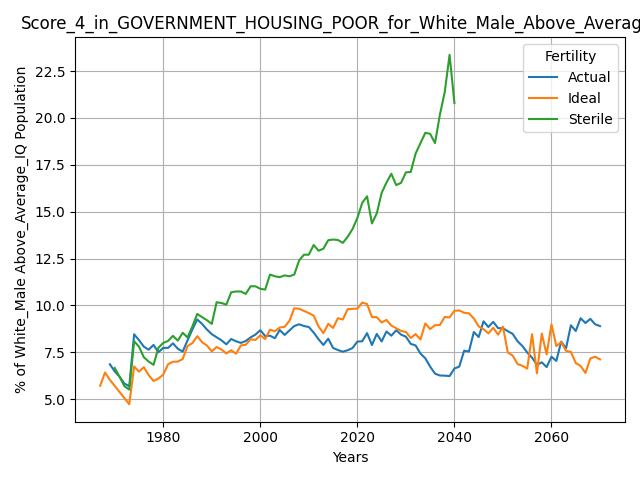 Score_4_in_GOVERNMENT_HOUSING_POOR_for_White_Male_Above_Averag
Fertility
Actual
Ideal
Sterile
% of White_Male Above_Average_IQ Population
22.5
20.0
17.5
15.0
12.5
10.0
7.5
5.0
1980
2000
2020
2040
2060
Years